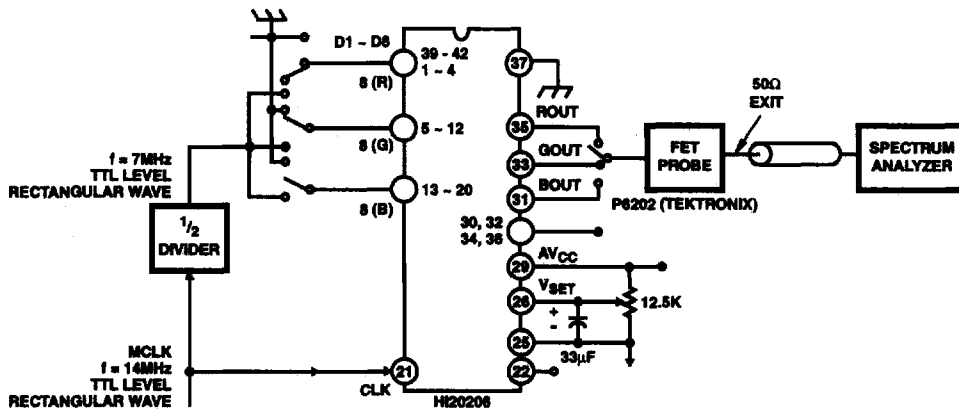 D1 ~ D8
39 - 42
1 ~ 4
8 (R)
5 ~ 12
8 (G)
13 ~ 20
8 (B)
f = 7MHz
TTL LEVEL
RECTANGULAR WAVE
1/2
DIVIDER
MCLK
f = 14MHz
TTL LEVEL
RECTANGULAR WAVE
21
CLK
HI20206
37
ROUT
35
GOUT
33
BOUT
31
30, 32
34, 36
29
AVCC
26
VSET
+
-
33μF
12.5K
25
22
FET
PROBE
P6202 (TEKTRONIX)
50Ω
EXIT
SPECTRUM
ANALYZER